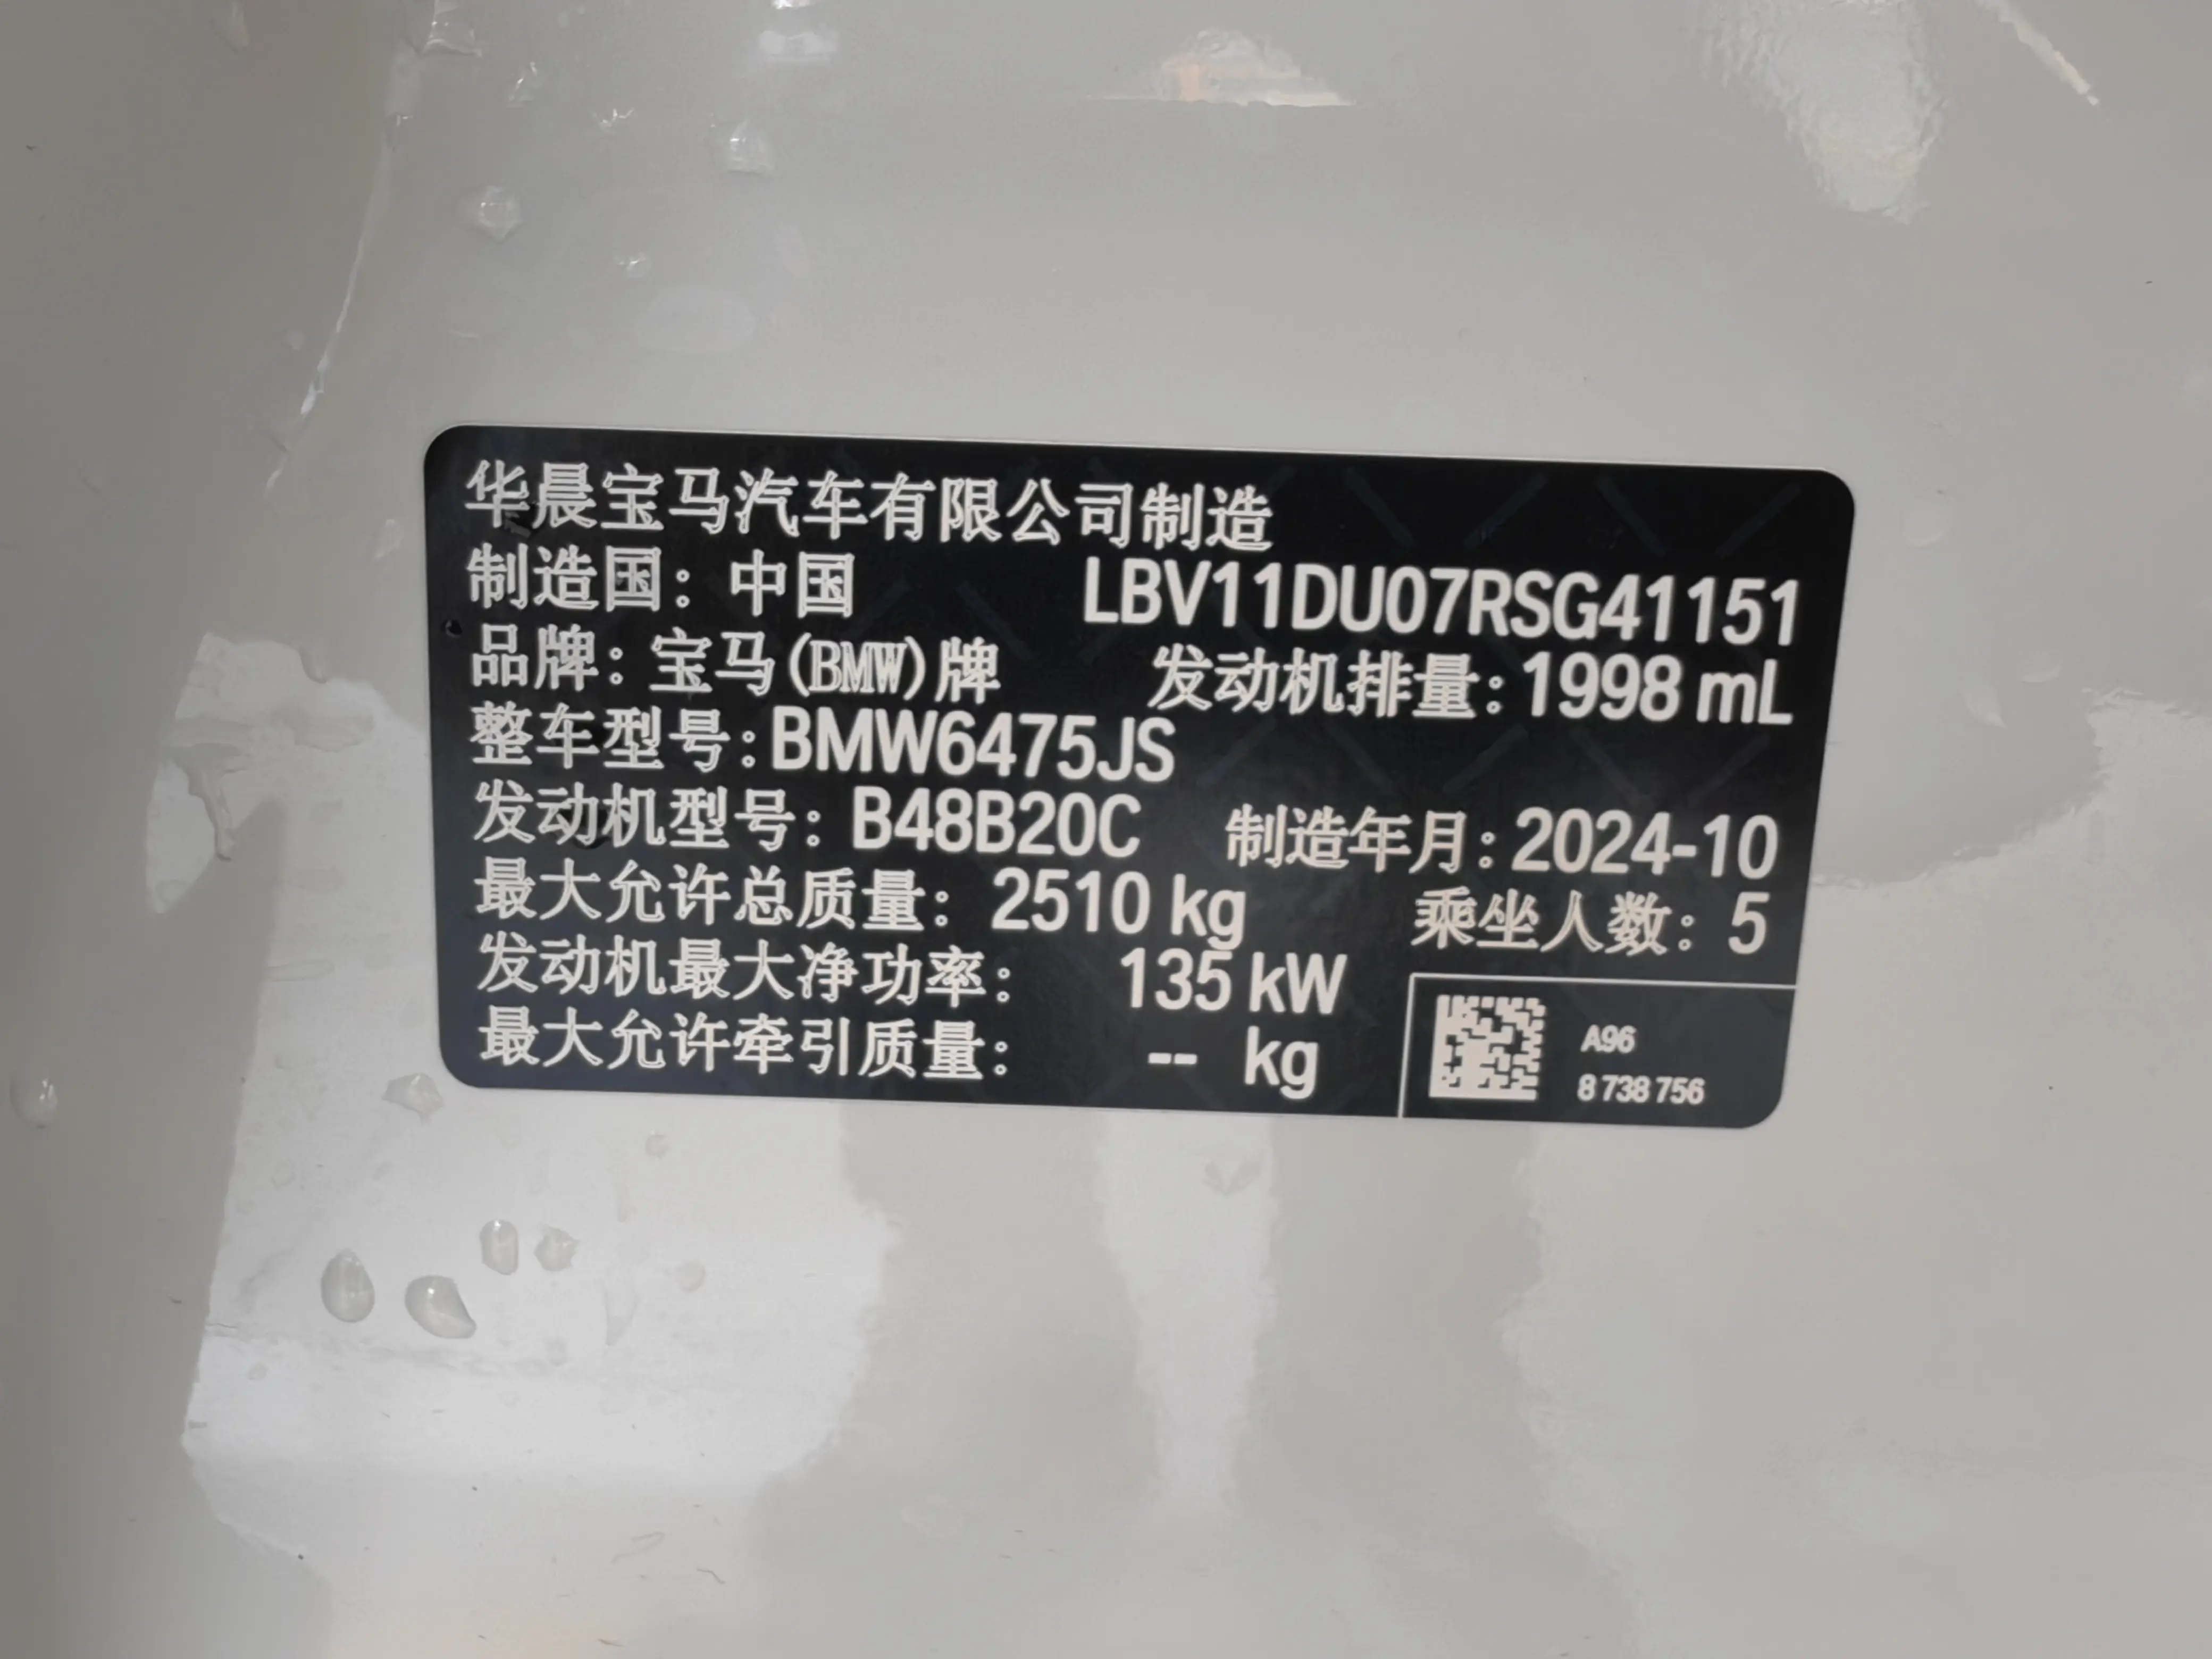 华晨宝马汽车有限公司制造
制造国：中国 LBV11DU07RSG41151
品牌：宝马(BMW)牌 发动机排量：1998 mL
整车型号：BMW6475JS
发动机型号：B48B20C 制造年月：2024-10
最大允许总质量：2510 kg 乘坐人数：5
发动机最大净功率：135 kW
最大允许牵引质量：-- kg
A96
8 738 756